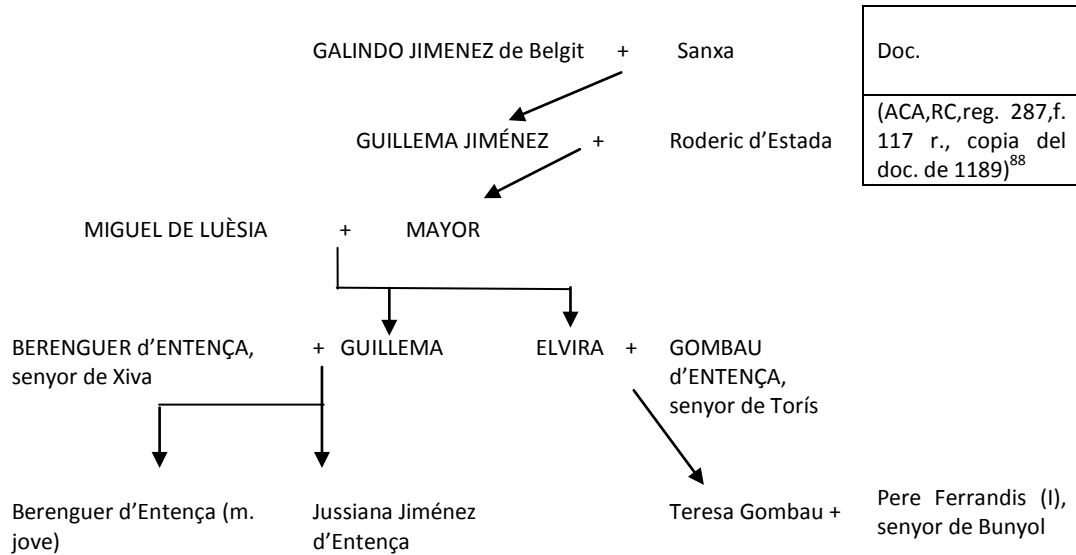 GALINDO JIMENEZ de Belgit + Sanxa
Doc.
(ACA,RC,reg. 287,f.
117 r., copia del
doc. de 1189)88
GUILLEMA JIMÉNEZ + Roderic d’Estada
MIGUEL DE LUÈSIA + MAYOR
BERENGUER d’ENTENÇA,
senyor de Xiva
+ GUILLEMA
ELVIRA +
GOMBAU
d’ENTENÇA,
senyor de Torís
Berenguer d’Entença (m.
jove)
Jussiana Jiménez
d’Entença
Teresa Gombau +
Pere Ferrandis (I),
senyor de Bunyol